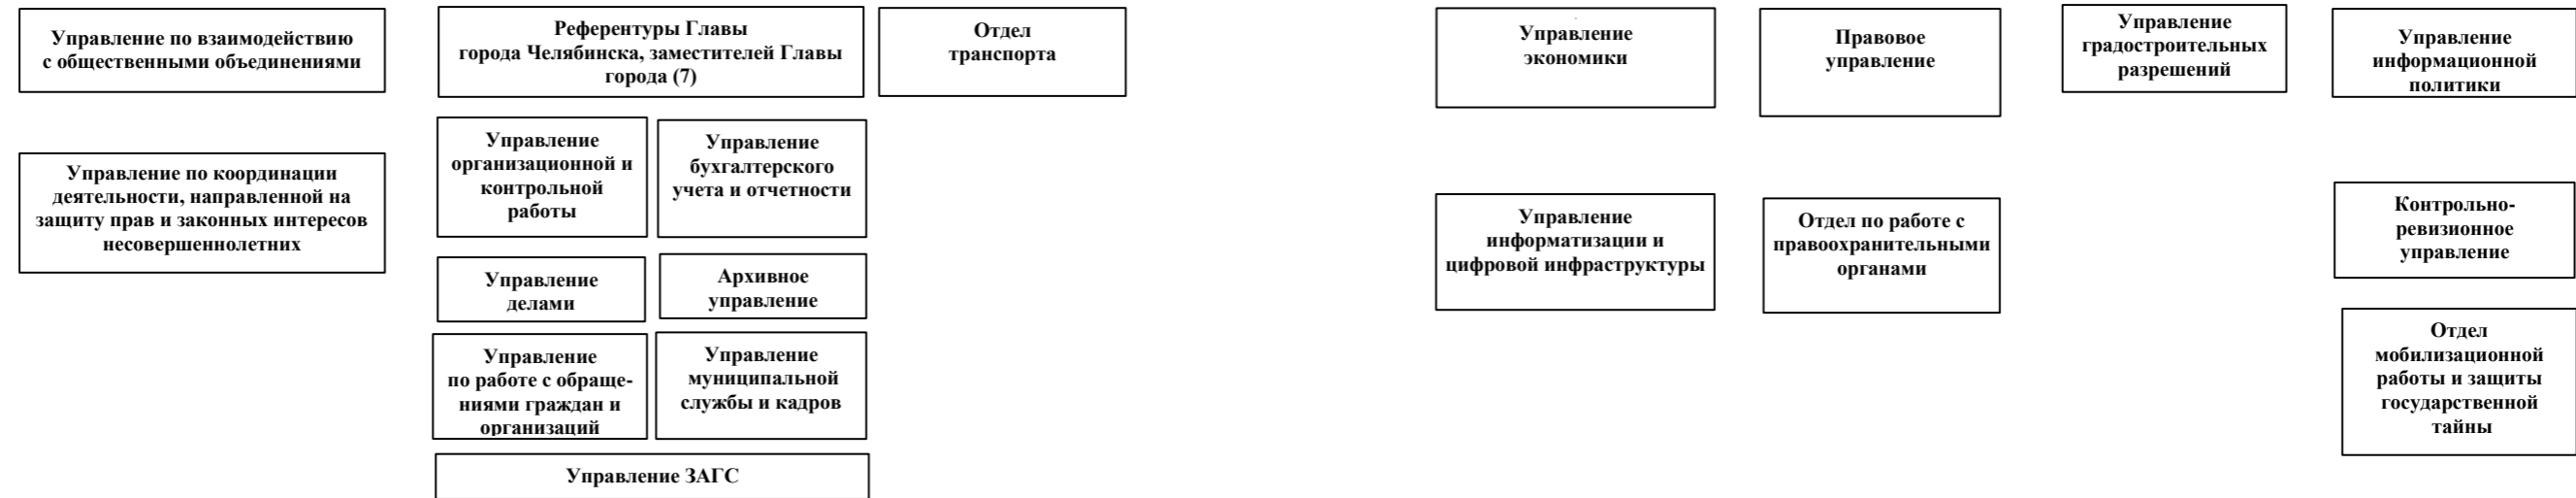 Управление по взаимодействию
с общественными объединениями
Референтуры Главы
города Челябинска, заместителей Главы
города (7)
Отдел
транспорта
Управление
экономики
Правовое
управление
Управление
градостроительных
разрешений
Управление
информационной
политики
Управление по координации
деятельности, направленной на
защиту прав и законных интересов
несовершеннолетних
Управление
организационной и
контрольной
работы
Управление
бухгалтерского
учета и отчетности
Управление
информатизации и
цифровой инфраструктуры
Отдел по работе с
правоохранительными
органами
Контрольно-
ревизионное
управление
Управление
делами
Архивное
управление
Управление
по работе с обраще-
ниями граждан и
организаций
Управление
муниципальной
службы и кадров
Отдел
мобилизационной
работы и защиты
государственной
тайны
Управление ЗАГС